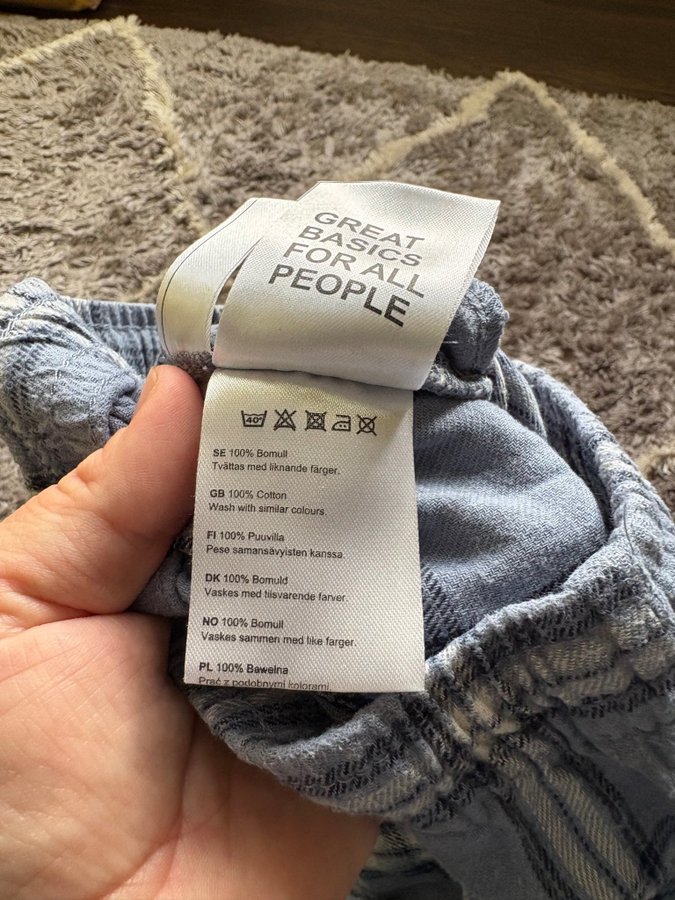 GREAT
BASICS
FOR ALL
PEOPLE
40°
SE 100% Bomull
Tvättas med liknande färger.
GB 100% Cotton
Wash with similar colours
FI 100% Puuvilla
Pese samansävyisten kanssa.
DK 100% Bomuld
Vaskes med tilsvarende farver.
NO 100% Bomull
Vaskes sammen med like farger.
PL 100% Bawełna
Prać z podobnymi kolorami.